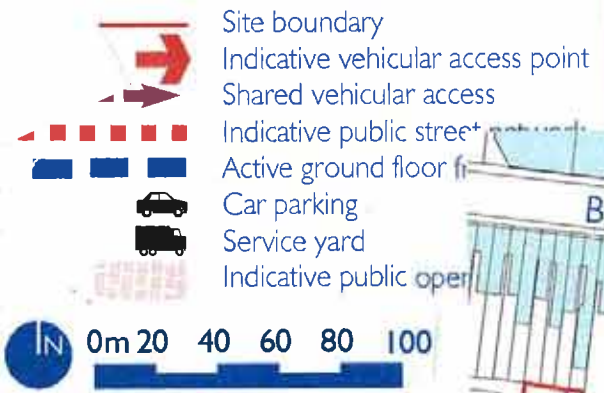 Site boundary
Indicative vehicular access point
Shared vehicular access
Indicative public street
Active ground floor
Car parking
Service yard
Indicative public
N 0m 20 40 60 80 100
B